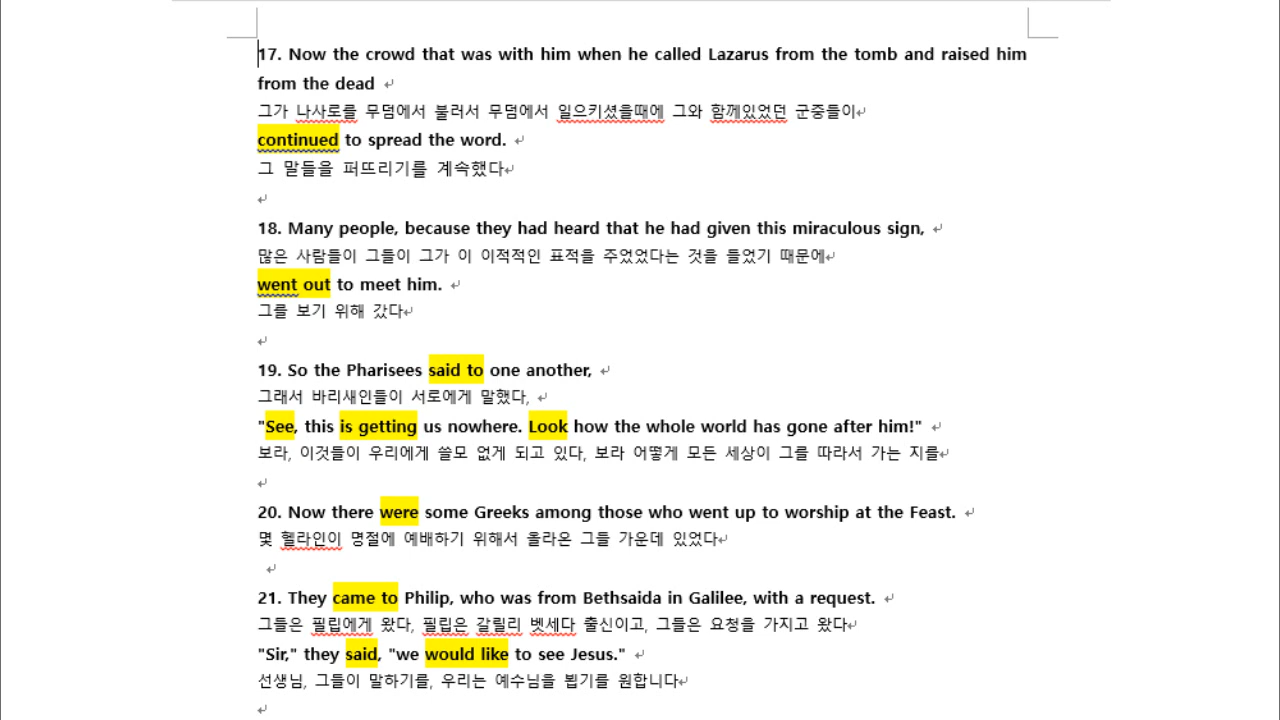 17. Now the crowd that was with him when he called Lazarus from the tomb and raised him
from the dead
그가 나사로를 무덤에서 불러서 무덤에서 일으키셨을때에 그와 함께있었던 군중들이
continued to spread the word.
그 말들을 퍼뜨리기를 계속했다
18. Many people, because they had heard that he had given this miraculous sign,
많은 사람들이 그들이 그가 이 이적적인 표적을 주었었다는 것을 들었기 때문에
went out to meet him.
그를 보기 위해 갔다
19. So the Pharisees said to one another,
그래서 바리새인들이 서로에게 말했다,
"See, this is getting us nowhere. Look how the whole world has gone after him!"
보라, 이것들이 우리에게 쓸모 없게 되고 있다, 보라 어떻게 모든 세상이 그를 따라서 가는 지를
20. Now there were some Greeks among those who went up to worship at the Feast.
몇 헬라인이 명절에 예배하기 위해서 올라온 그들 가운데 있었다
21. They came to Philip, who was from Bethsaida in Galilee, with a request.
그들은 필립에게 왔다, 필립은 갈릴리 벳세다 출신이고, 그들은 요청을 가지고 왔다
"Sir," they said, "we would like to see Jesus."
선생님, 그들이 말하기를, 우리는 예수님을 뵙기를 원합니다